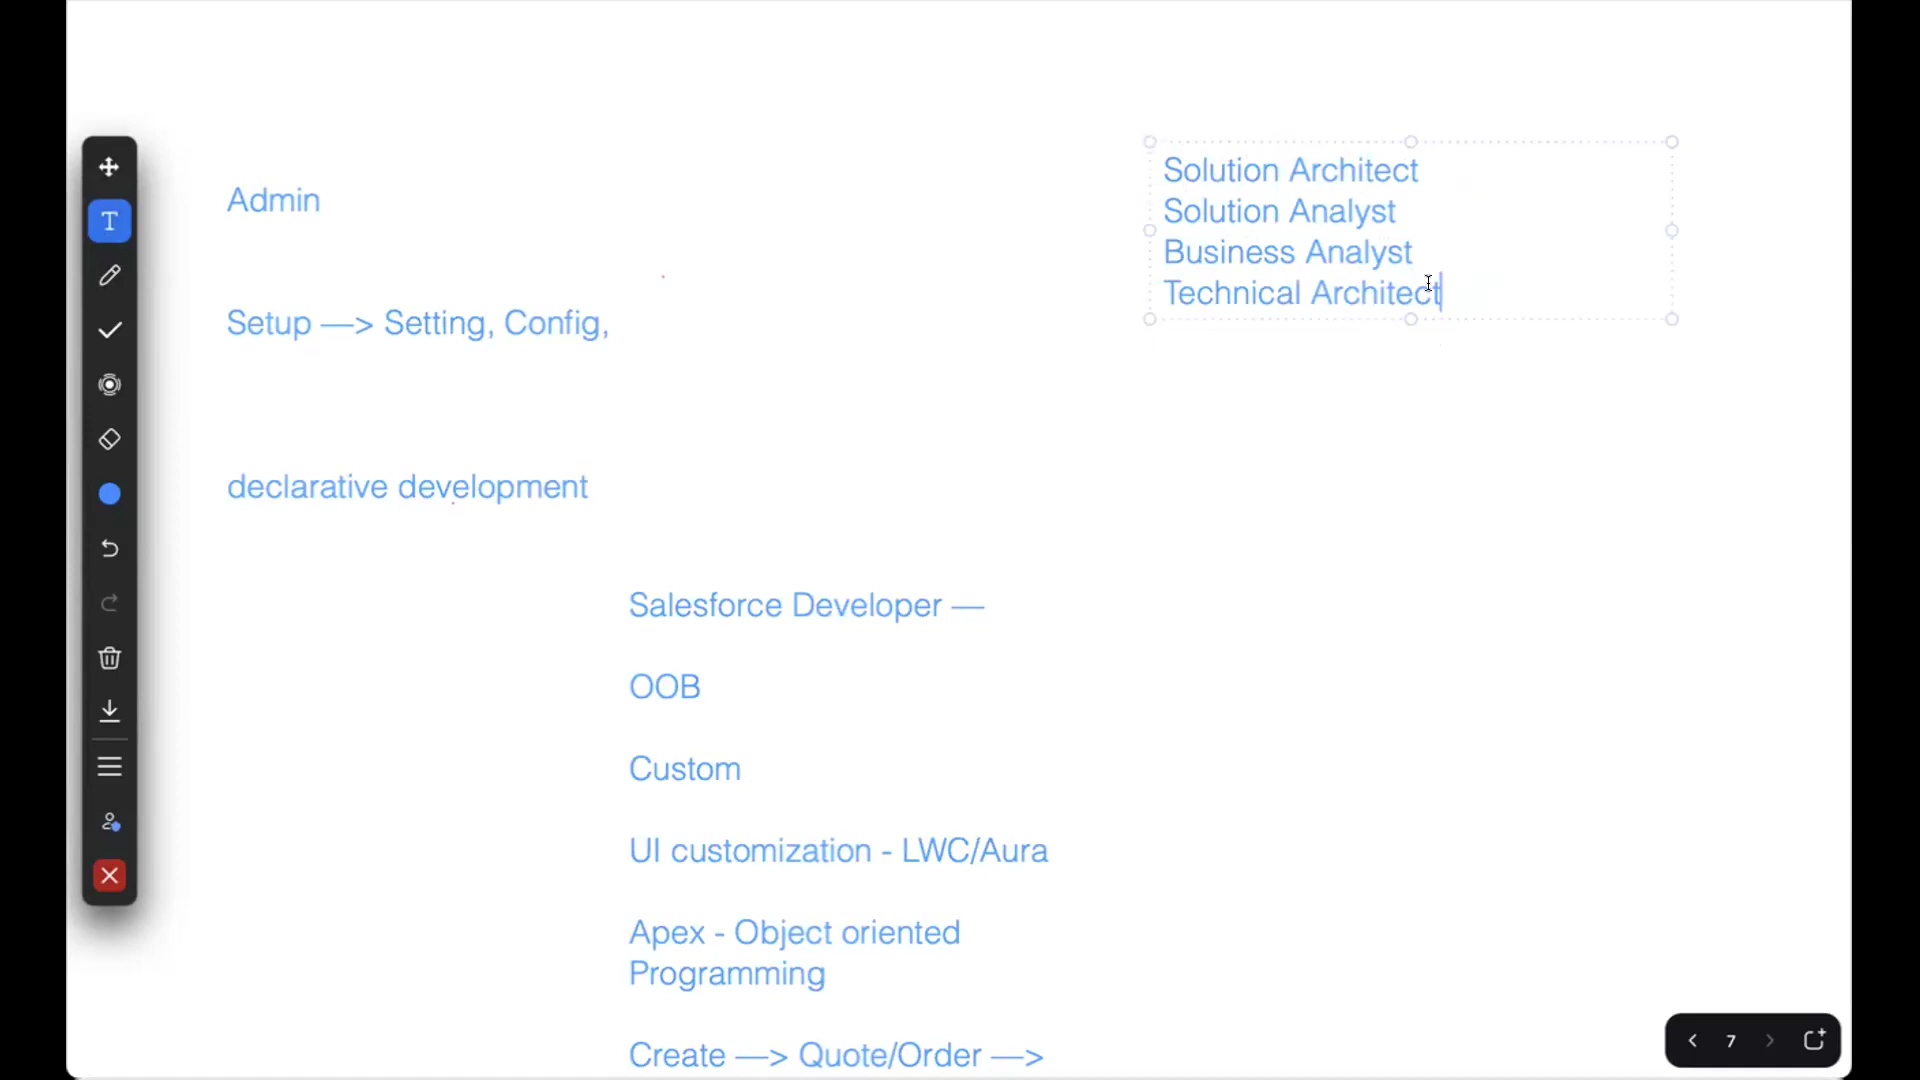 Admin
Setup —> Setting, Config,
declarative development
Solution Architect
Solution Analyst
Business Analyst
Technical Architect
Salesforce Developer —
OOB
Custom
UI customization - LWC/Aura
Apex - Object oriented
Programming
Create —> Quote/Order —>
T
7